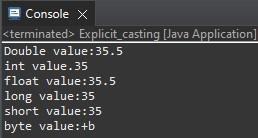 Console
<terminated> Explicit_casting [Java Application]
Double value:35.5
int value.35
float value:35.5
long value:35
short value:35
byte value:+b